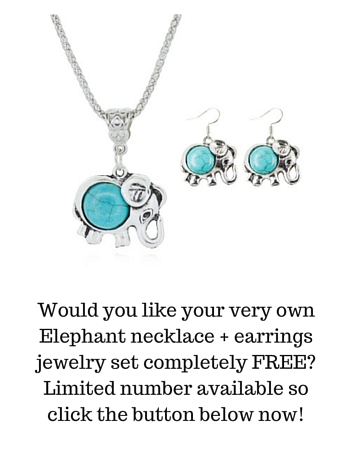 Would you like your very own
Elephant necklace + earrings
jewelry set completely FREE?
Limited number available so
click the button below now!